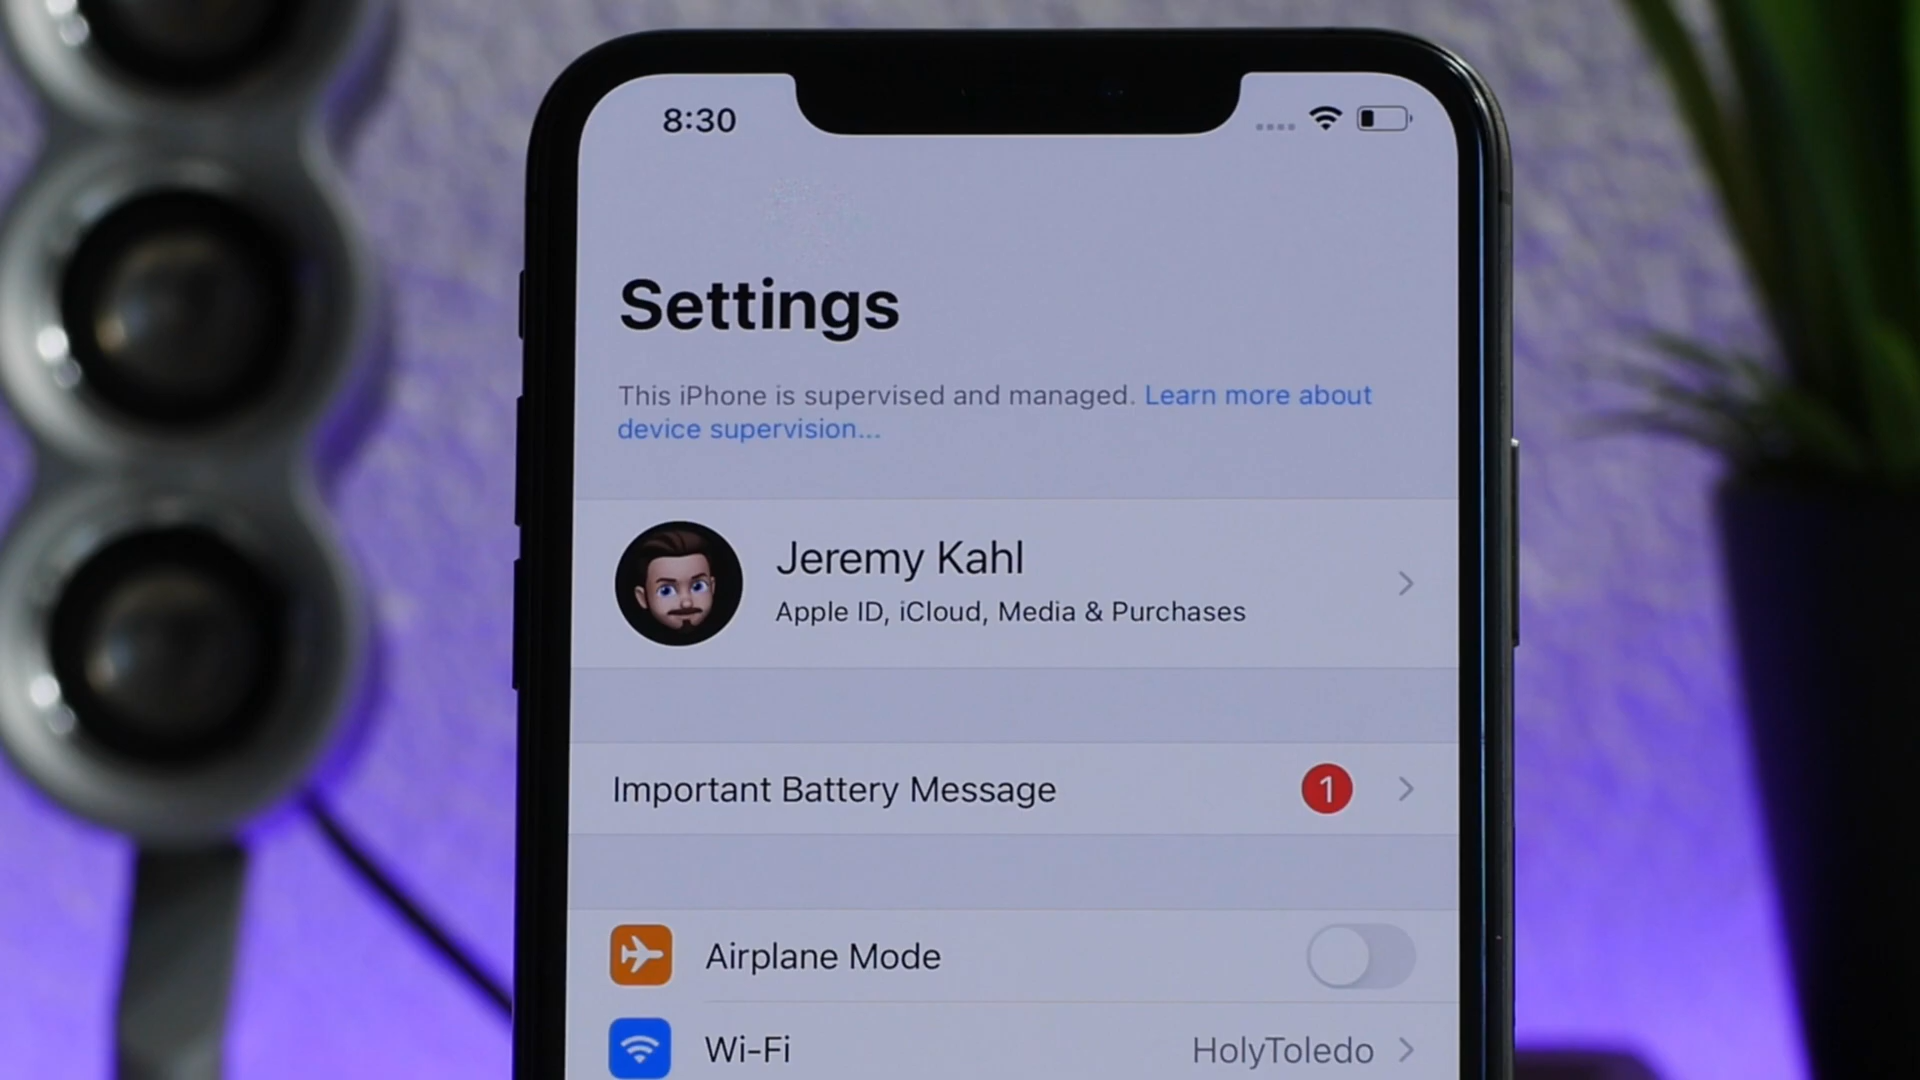 8:30
Settings
This iPhone is supervised and managed. Learn more about
device supervision...
Jeremy Kahl
Apple ID, iCloud, Media & Purchases
Important Battery Message
1
Airplane Mode
Wi-Fi
HolyToledo